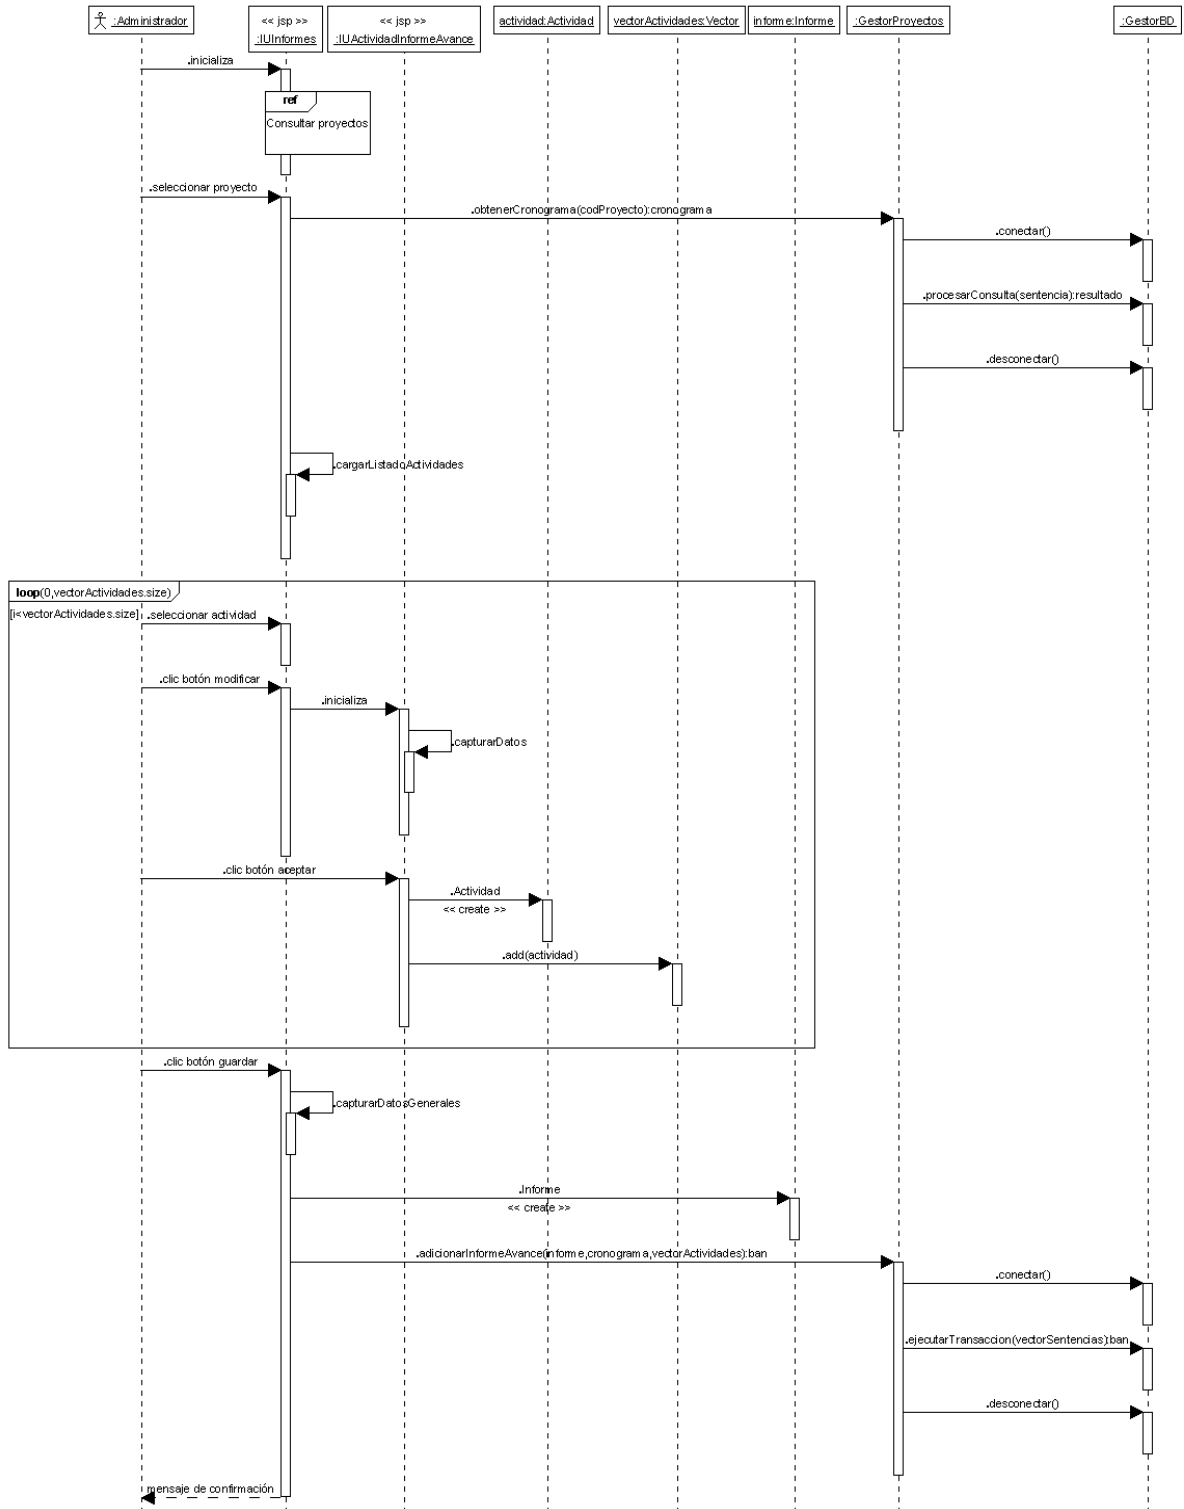 :Administrador
<< jsp >>
:IUInformes
<< jsp >>
:IUActividadInformeAvance
actividad:Actividad
vectorActividades:Vector
informe:Informe
:GestorProyectos
:GestorBD
.inicializa
ref
Consultar proyectos
.seleccionar proyecto
.obtenerCronograma(codProyecto):cronograma
.conectar()
.procesarConsulta(sentencia):resultado
.desconectar()
.cargarListadoActividades
loop(0,vectorActividades.size)
[i<vectorActividades.size]
.seleccionar actividad
.clic botón modificar
.inicializa
.capturarDatos
.clic botón aceptar
.Actividad
<< create >>
.add(actividad)
.clic botón guardar
.capturarDatosGenerales
.Informe
<< create >>
.adicionarInformeAvance(informe,cronograma,vectorActividades):ban
.conectar()
.ejecutarTransaccion(vectorSentencias):ban
.desconectar()
mensaje de confirmación